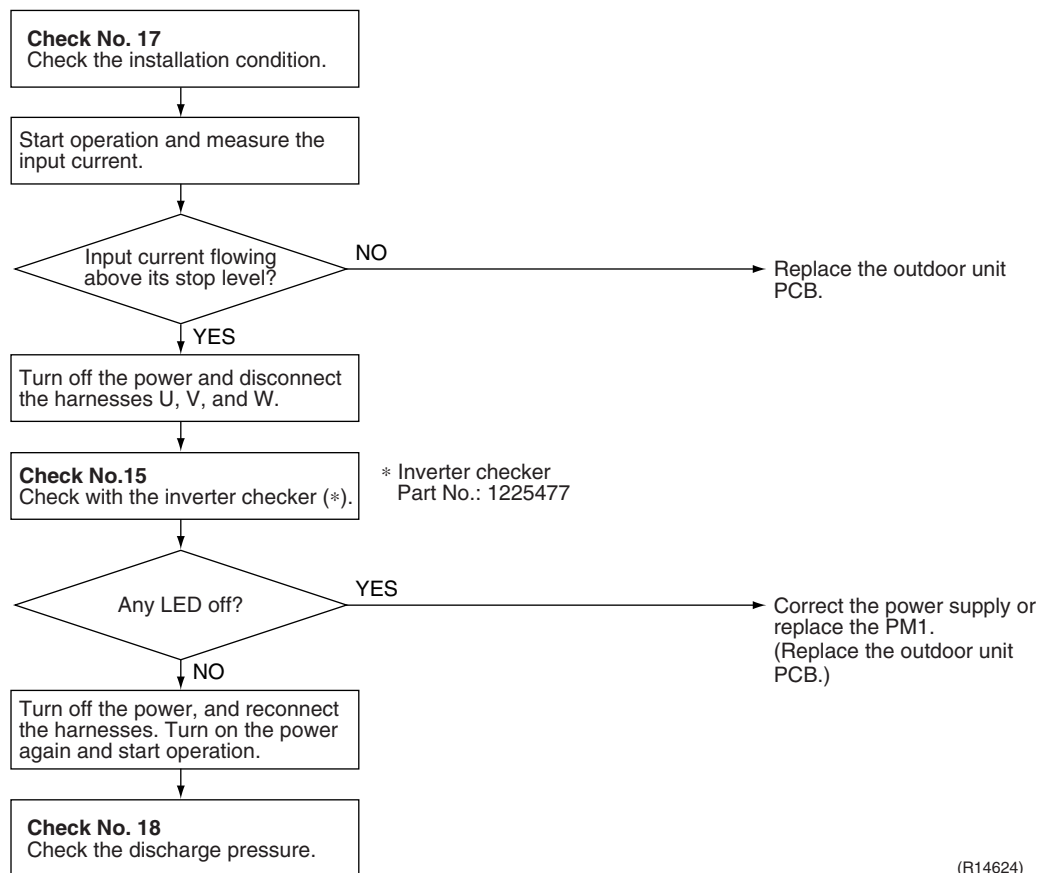 Check No. 17
Check the installation condition.
Start operation and measure the
input current.
Input current flowing
above its stop level?
NO
Replace the outdoor unit
PCB.
YES
Turn off the power and disconnect
the harnesses U, V, and W.
Check No.15
Check with the inverter checker (∗).
∗ Inverter checker
Part No.: 1225477
Any LED off?
YES
Correct the power supply or
replace the PM1.
(Replace the outdoor unit
PCB.)
NO
Turn off the power, and reconnect
the harnesses. Turn on the power
again and start operation.
Check No. 18
Check the discharge pressure.
(R14624)